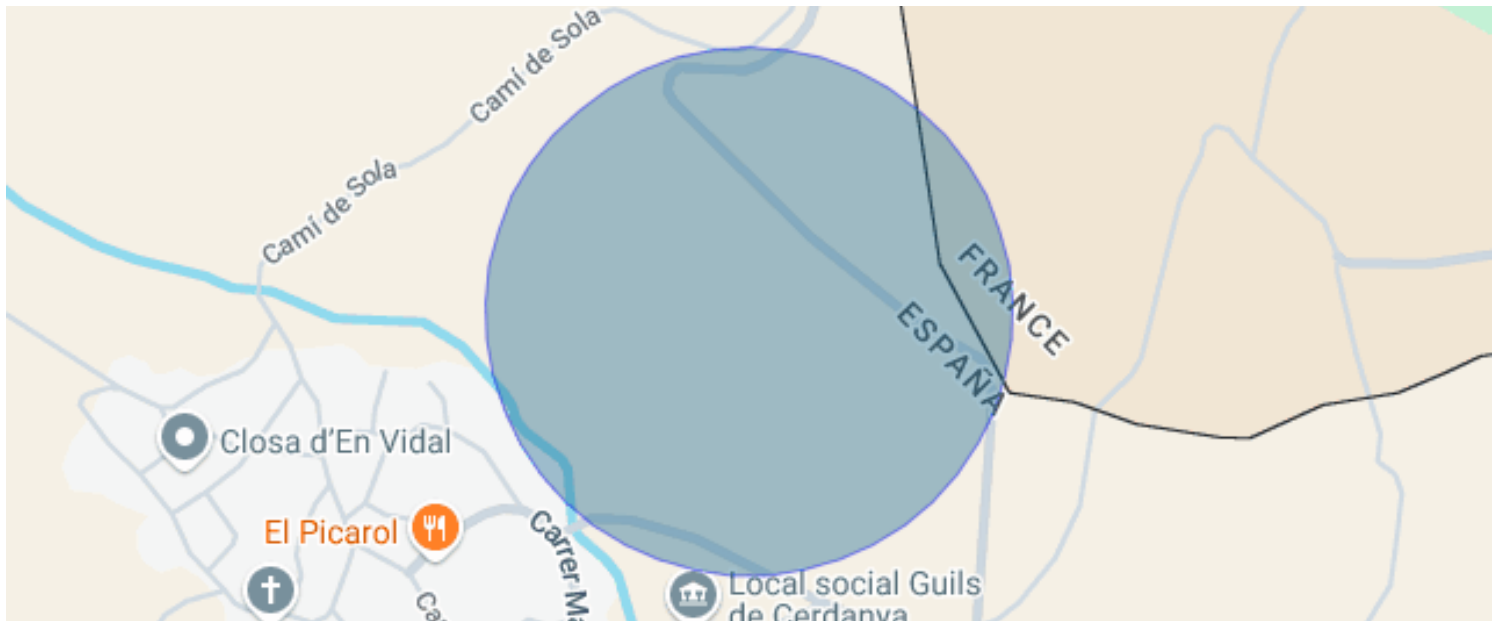 Camí de Sola
Camí de Sola
FRANCE
ESPAÑA
Closa d'En Vidal
El Picarol
Carrer Ma
Ca
Local social Guils
de Cerdanya